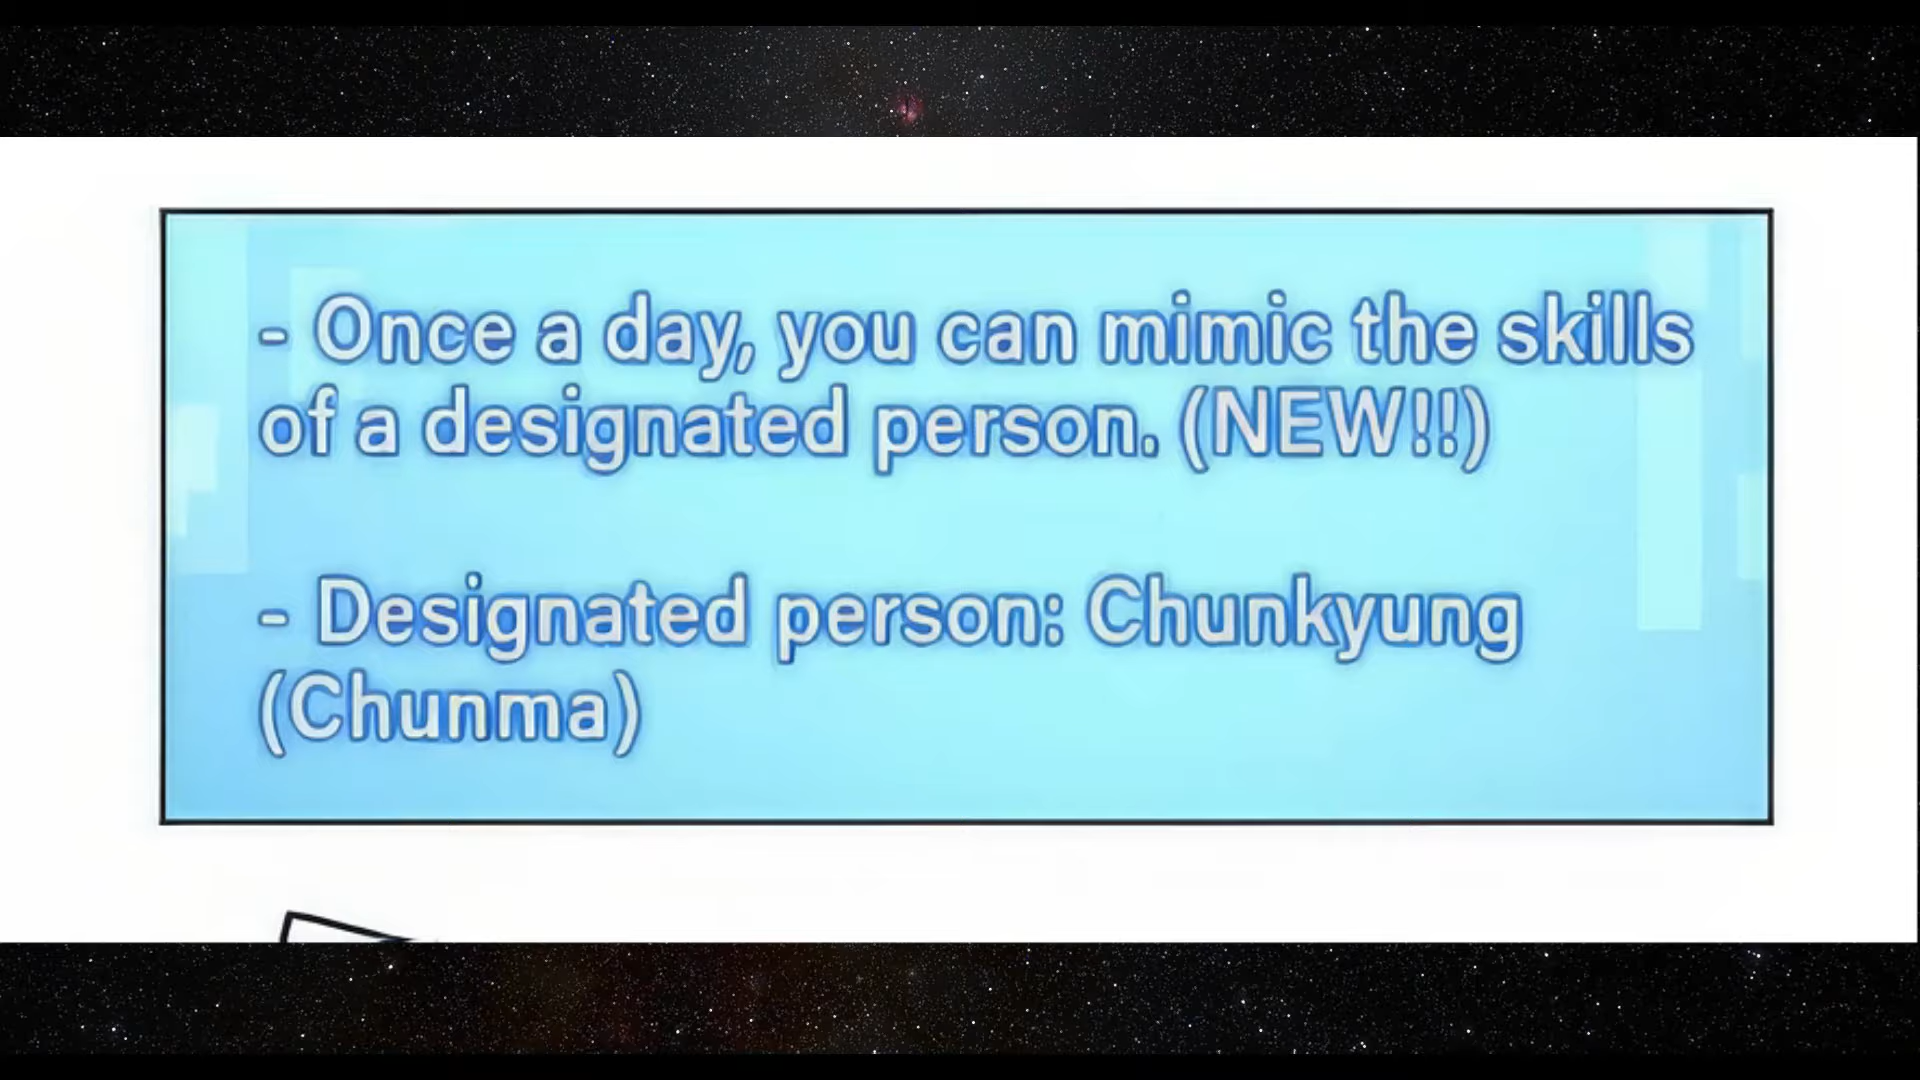 - Once a day, you can mimic the skills
of a designated person. (NEW!!)
- Designated person: Chunkyung
(Chunma)